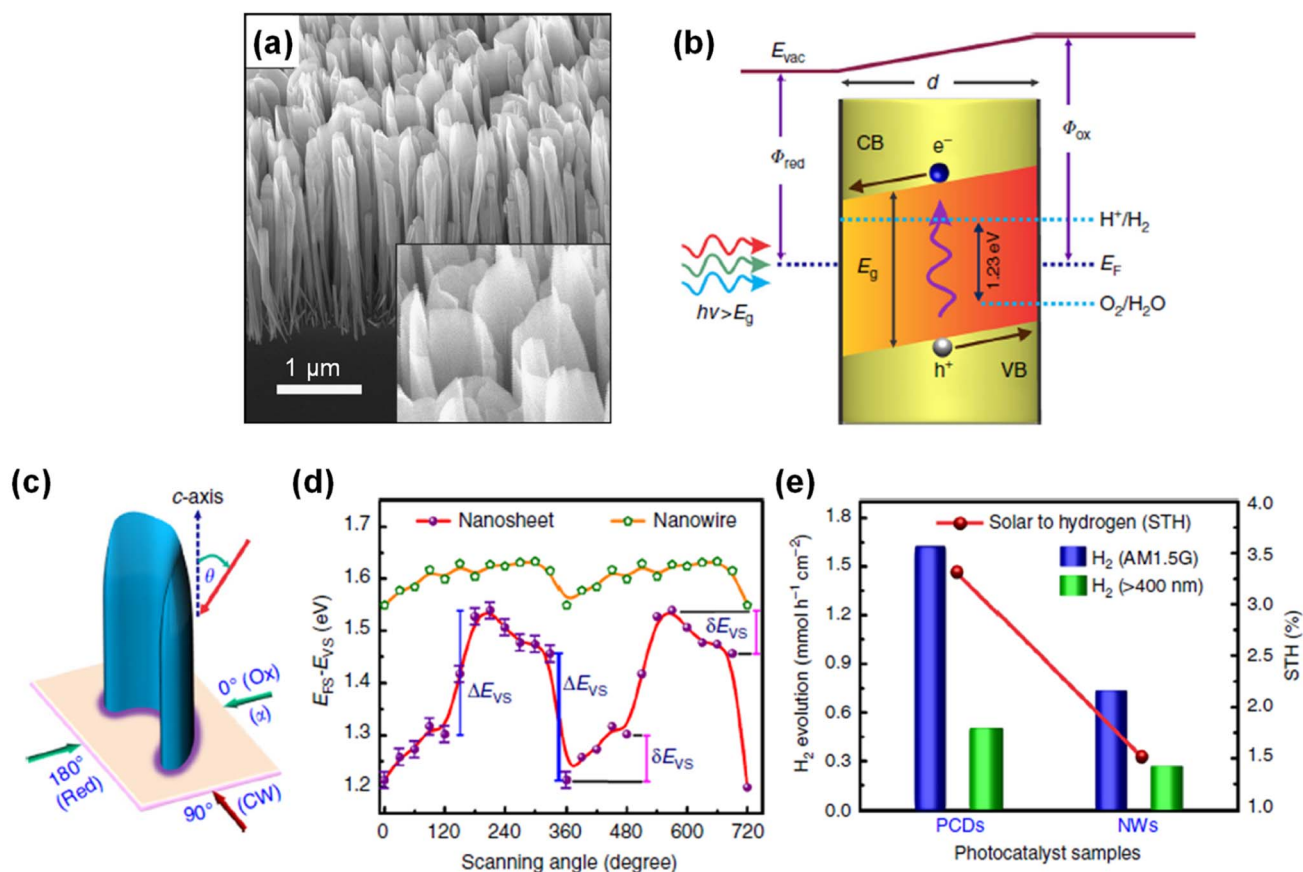 (a)
1 μm
(b)
E_vac
d
Φ_red
Φ_ox
CB
e⁻
H⁺/H₂
E_g
1.23 eV
E_F
O₂/H₂O
hν > E_g
h⁺
VB
(c)
c-axis
θ
0° (Ox)
(α)
180°
(Red)
90° (CW)
(d)
Nanosheet
Nanowire
1.7
1.6
1.5
1.4
1.3
1.2
E_FS-E_VS (eV)
ΔE_VS
ΔE_VS
δE_VS
δE_VS
0
120
240
360
480
600
720
Scanning angle (degree)
(e)
Solar to hydrogen (STH)
H₂ (AM1.5G)
H₂ (>400 nm)
1.8
1.5
1.2
0.9
0.6
0.3
0.0
H₂ evolution (mmol h⁻¹ cm⁻²)
4.0
3.5
3.0
2.5
2.0
1.5
1.0
STH (%)
PCDs
NWs
Photocatalyst samples